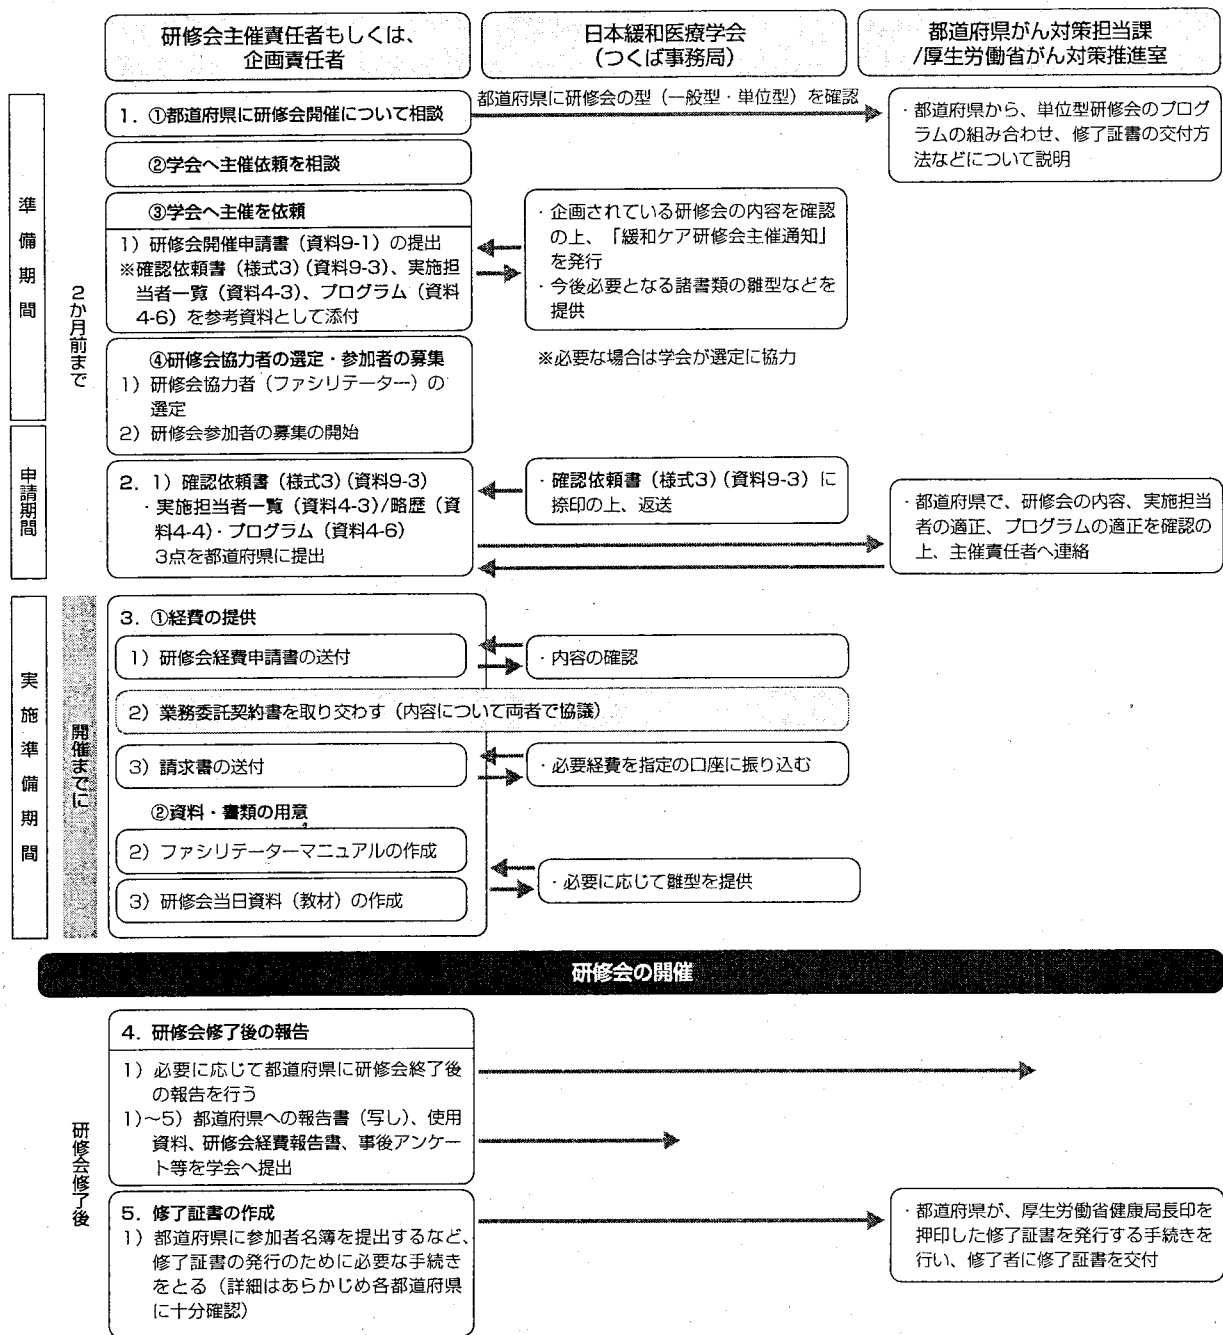 研修会主催責任者もしくは、
企画責任者
日本緩和医療学会
（つくば事務局）
都道府県がん対策担当課
/厚生労働省がん対策推進室
準備期間
2か月前まで
1．①都道府県に研修会開催について相談
都道府県に研修会の型（一般型・単位型）を確認
・都道府県から、単位型研修会のプログ
ラムの組み合わせ、修了証書の交付方
法などについて説明
②学会へ主催依頼を相談
③学会へ主催を依頼
1）研修会開催申請書（資料9-1）の提出
※確認依頼書（様式3）（資料9-3）、実施担
当者一覧（資料4-3）、プログラム（資料
4-6）を参考資料として添付
・企画されている研修会の内容を確認
の上、「緩和ケア研修会主催通知」
を発行
・今後必要となる諸書類の雛型などを
提供
④研修会協力者の選定・参加者の募集
1）研修会協力者（ファシリテーター）の
選定
2）研修会参加者の募集の開始
※必要な場合は学会が選定に協力
申請期間
2．1）確認依頼書（様式3）（資料9-3）
・実施担当者一覧（資料4-3）/略歴（資
料4-4）・プログラム（資料4-6）
3点を都道府県に提出
・確認依頼書（様式3）（資料9-3）に
捺印の上、返送
・都道府県で、研修会の内容、実施担当
者の適正、プログラムの適正を確認の
上、主催責任者へ連絡
実施準備期間
開催までに
3．①経費の提供
1）研修会経費申請書の送付
・内容の確認
2）業務委託契約書を取り交わす（内容について両者で協議）
3）請求書の送付
・必要経費を指定の口座に振り込む
②資料・書類の用意
2）ファシリテーターマニュアルの作成
3）研修会当日資料（教材）の作成
・必要に応じて雛型を提供
研修会の開催
研修会修了後
4．研修会修了後の報告
1）必要に応じて都道府県に研修会終了後
の報告を行う
1）～5）都道府県への報告書（写し）、使用
資料、研修会経費報告書、事後アンケー
ト等を学会へ提出
5．修了証書の作成
1）都道府県に参加者名簿を提出するなど、
修了証書の発行のために必要な手続き
をとる（詳細はあらかじめ各都道府県
に十分確認）
・都道府県が、厚生労働省健康局長印を
押印した修了証書を発行する手続きを
行い、修了者に修了証書を交付